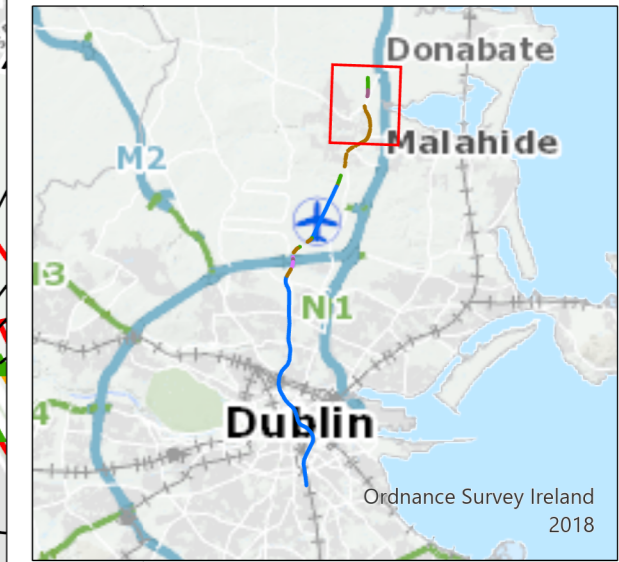 Donabate
M2
Malahide
N1
Dublin
Ordnance Survey Ireland
2018